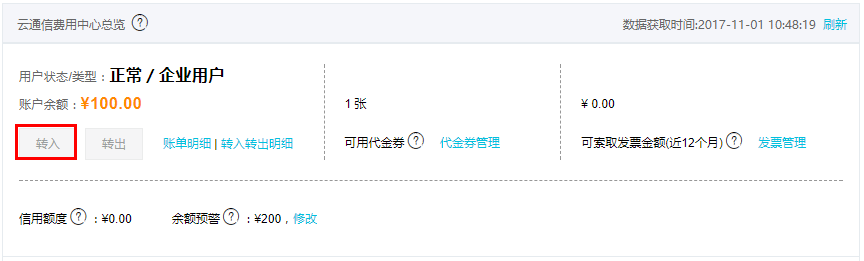 云通信费用中心总览 ? 数据获取时间:2017-11-01 10:48:19 刷新
用户状态/类型：正常 / 企业用户
账户余额：¥100.00 1 张 ¥ 0.00
转入 转出 账单明细 | 转入转出明细 可用代金券 ? 代金券管理 可索取发票金额(近12个月) ? 发票管理
信用额度 ? ：¥0.00 余额预警 ? ：¥200，修改